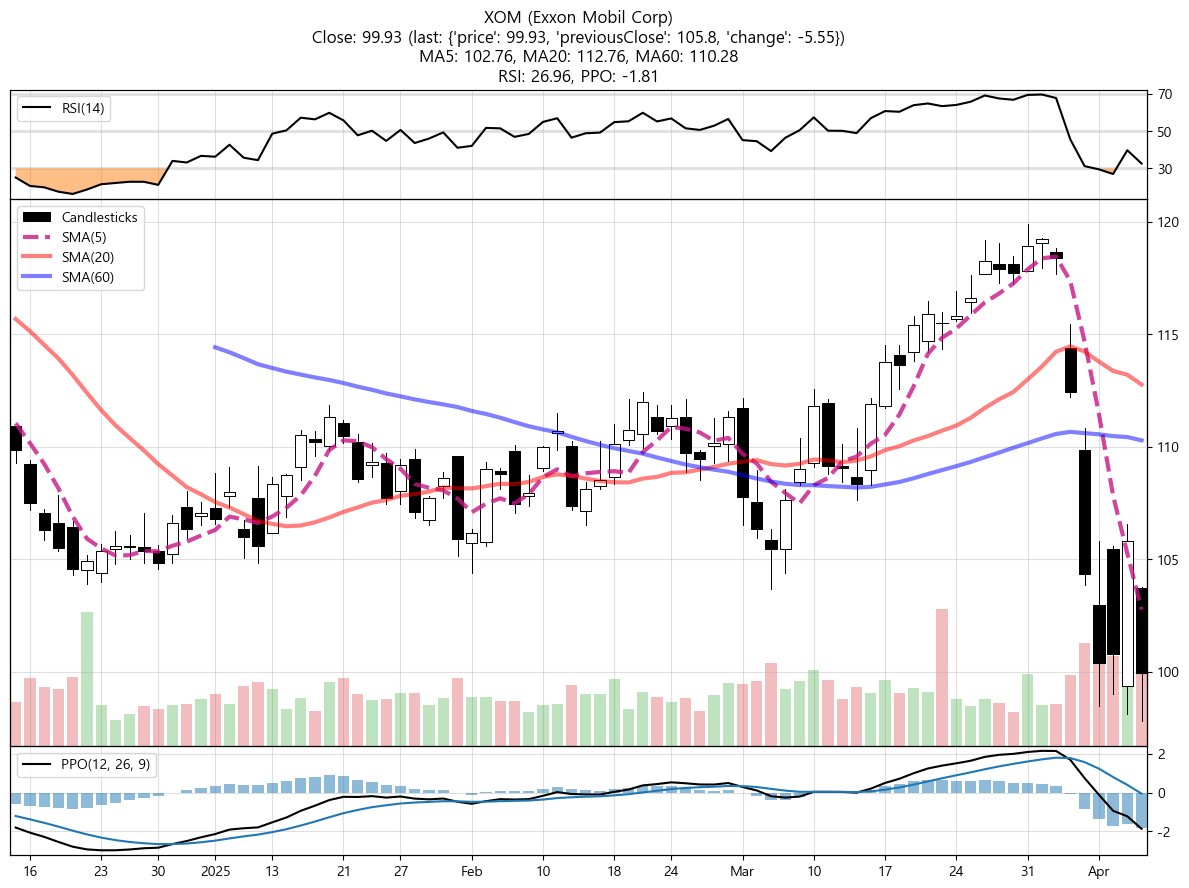 XOM (Exxon Mobil Corp)
Close: 99.93 (last: {'price': 99.93, 'previousClose': 105.8, 'change': -5.55})
MA5: 102.76, MA20: 112.76, MA60: 110.28
RSI: 26.96, PPO: -1.81
RSI(14)
70
50
30
Candlesticks
SMA(5)
SMA(20)
SMA(60)
120
115
110
105
100
PPO(12, 26, 9)
2
0
-2
16 23 30 2025 13 21 27 Feb 10 18 24 Mar 10 17 24 31 Apr